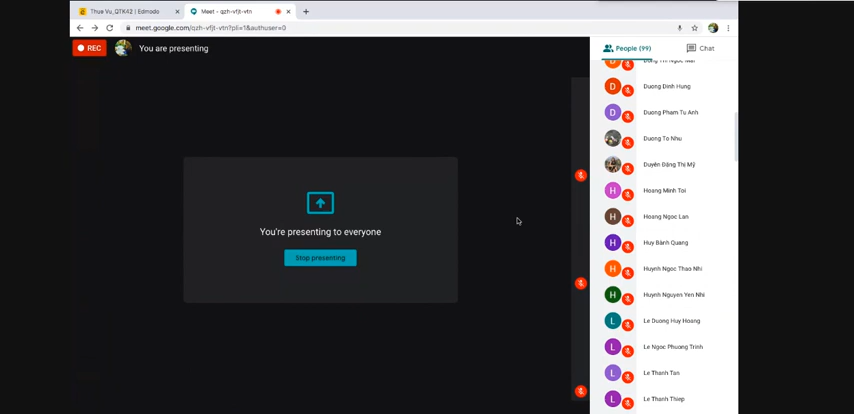 Thue Vu_QTK42 | Edmodo
Meet - qzh-vfjt-vtn
meet.google.com/qzh-vfjt-vtn?pli=1&authuser=0
REC
You are presenting
People (99)
Chat
Duong Dinh Hung
Duong Pham Tu Anh
Duong To Nhu
Duyên Đặng Thị Mỹ
Hoang Minh Toi
Hoang Ngoc Lan
Huy Bành Quang
Huynh Ngoc Thao Nhi
Huynh Nguyen Yen Nhi
Le Duong Huy Hoang
Le Ngoc Phuong Trinh
Le Thanh Tan
Le Thanh Thiep
You're presenting to everyone
Stop presenting
D
D
H
H
H
H
H
L
L
L
L